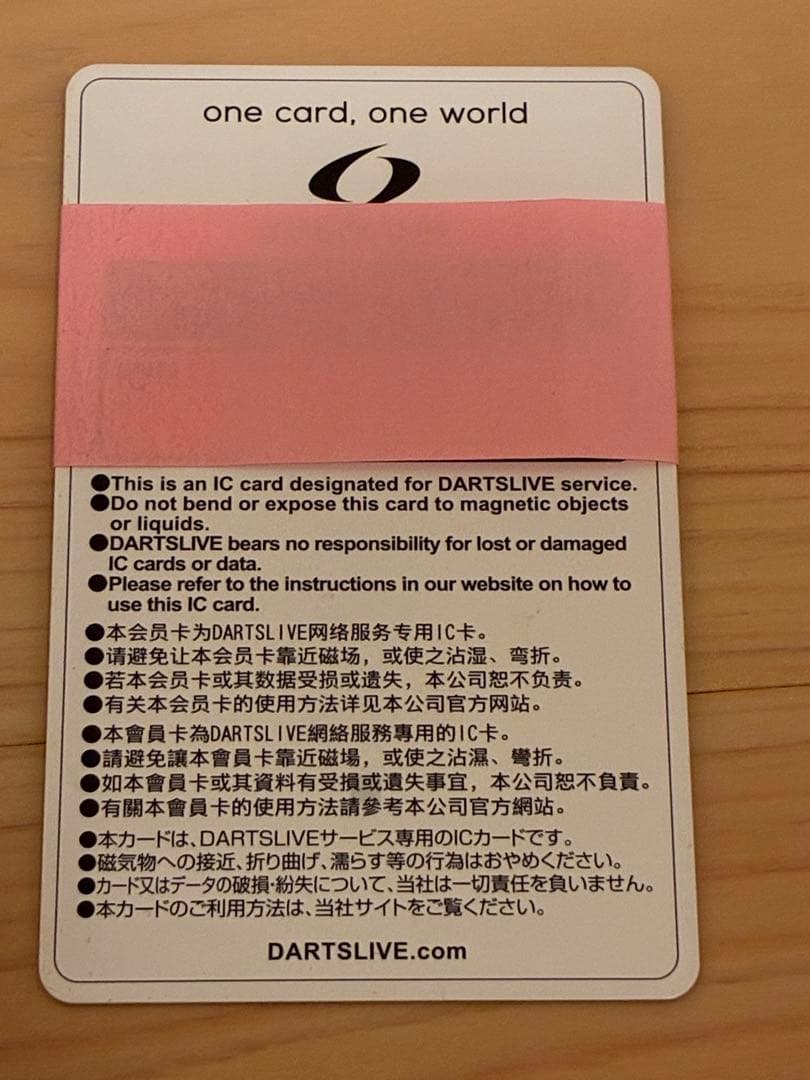 one card, one world
●This is an IC card designated for DARTSLIVE service.
●Do not bend or expose this card to magnetic objects
or liquids.
●DARTSLIVE bears no responsibility for lost or damaged
IC cards or data.
●Please refer to the instructions in our website on how to
use this IC card.
●本会员卡为DARTSLIVE网络服务专用IC卡。
●请避免让本会员卡靠近磁场，或使之沾湿、弯折。
●若本会员卡或其数据受损或遗失，本公司恕不负责。
●有关本会员卡的使用方法详见本公司官方网站。
●本會員卡為DARTSLIVE網絡服務專用的IC卡。
●請避免讓本會員卡靠近磁場，或使之沾濕、彎折。
●如本會員卡或其資料有受損或遺失事宜，本公司恕不負責。
●有關本會員卡的使用方法請參考本公司官方網站。
●本カードは、DARTSLIVEサービス専用のICカードです。
●磁気物への接近、折り曲げ、濡らす等の行為はおやめください。
●カード又はデータの破損・紛失について、当社は一切責任を負いません。
●本カードのご利用方法は、当社サイトをご覧ください。
DARTSLIVE.com